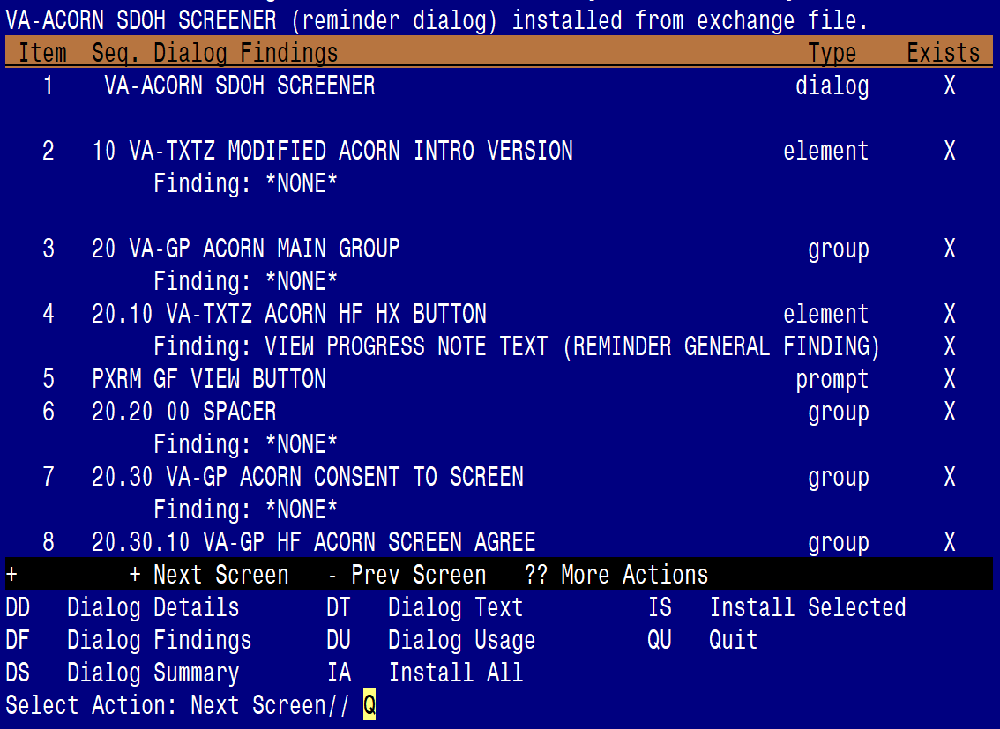 VA-ACORN SDOH SCREENER (reminder dialog) installed from exchange file.
Item  Seq. Dialog Findings  Type  Exists
1  VA-ACORN SDOH SCREENER  dialog  X
2  10 VA-TXTZ MODIFIED ACORN INTRO VERSION  element  X
Finding: *NONE*
3  20 VA-GP ACORN MAIN GROUP  group  X
Finding: *NONE*
4  20.10 VA-TXTZ ACORN HF HX BUTTON  element  X
Finding: VIEW PROGRESS NOTE TEXT (REMINDER GENERAL FINDING)  X
5  PXRM GF VIEW BUTTON  prompt  X
6  20.20 00 SPACER  group  X
Finding: *NONE*
7  20.30 VA-GP ACORN CONSENT TO SCREEN  group  X
Finding: *NONE*
8  20.30.10 VA-GP HF ACORN SCREEN AGREE  group  X
+  + Next Screen  - Prev Screen  ?? More Actions
DD  Dialog Details  DT  Dialog Text  IS  Install Selected
DF  Dialog Findings  DU  Dialog Usage  QU  Quit
DS  Dialog Summary  IA  Install All
Select Action: Next Screen// Q